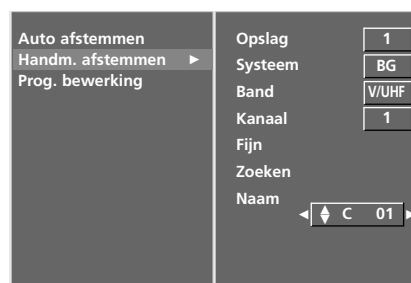 Auto afstemmen
Handm. afstemmen ►
Prog. bewerking
Opslag 1
Systeem BG
Band V/UHF
Kanaal 1
Fijn
Zoeken
Naam
◄ ♦ C 01 ►